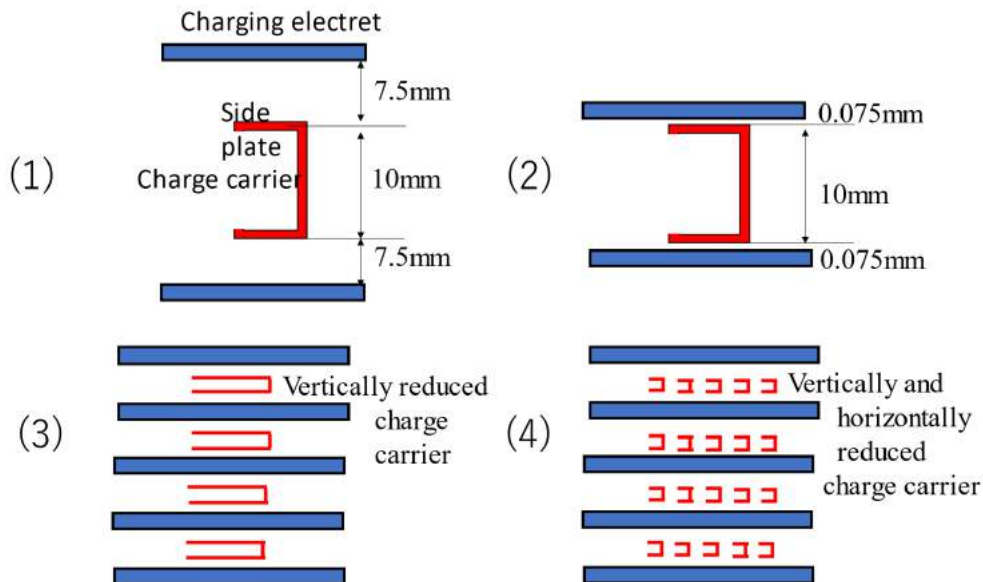 Charging electret
7.5mm
Side
plate
Charge carrier
10mm
7.5mm
(1)
0.075mm
10mm
0.075mm
(2)
Vertically reduced
charge
carrier
(3)
Vertically and
horizontally
reduced
charge carrier
(4)